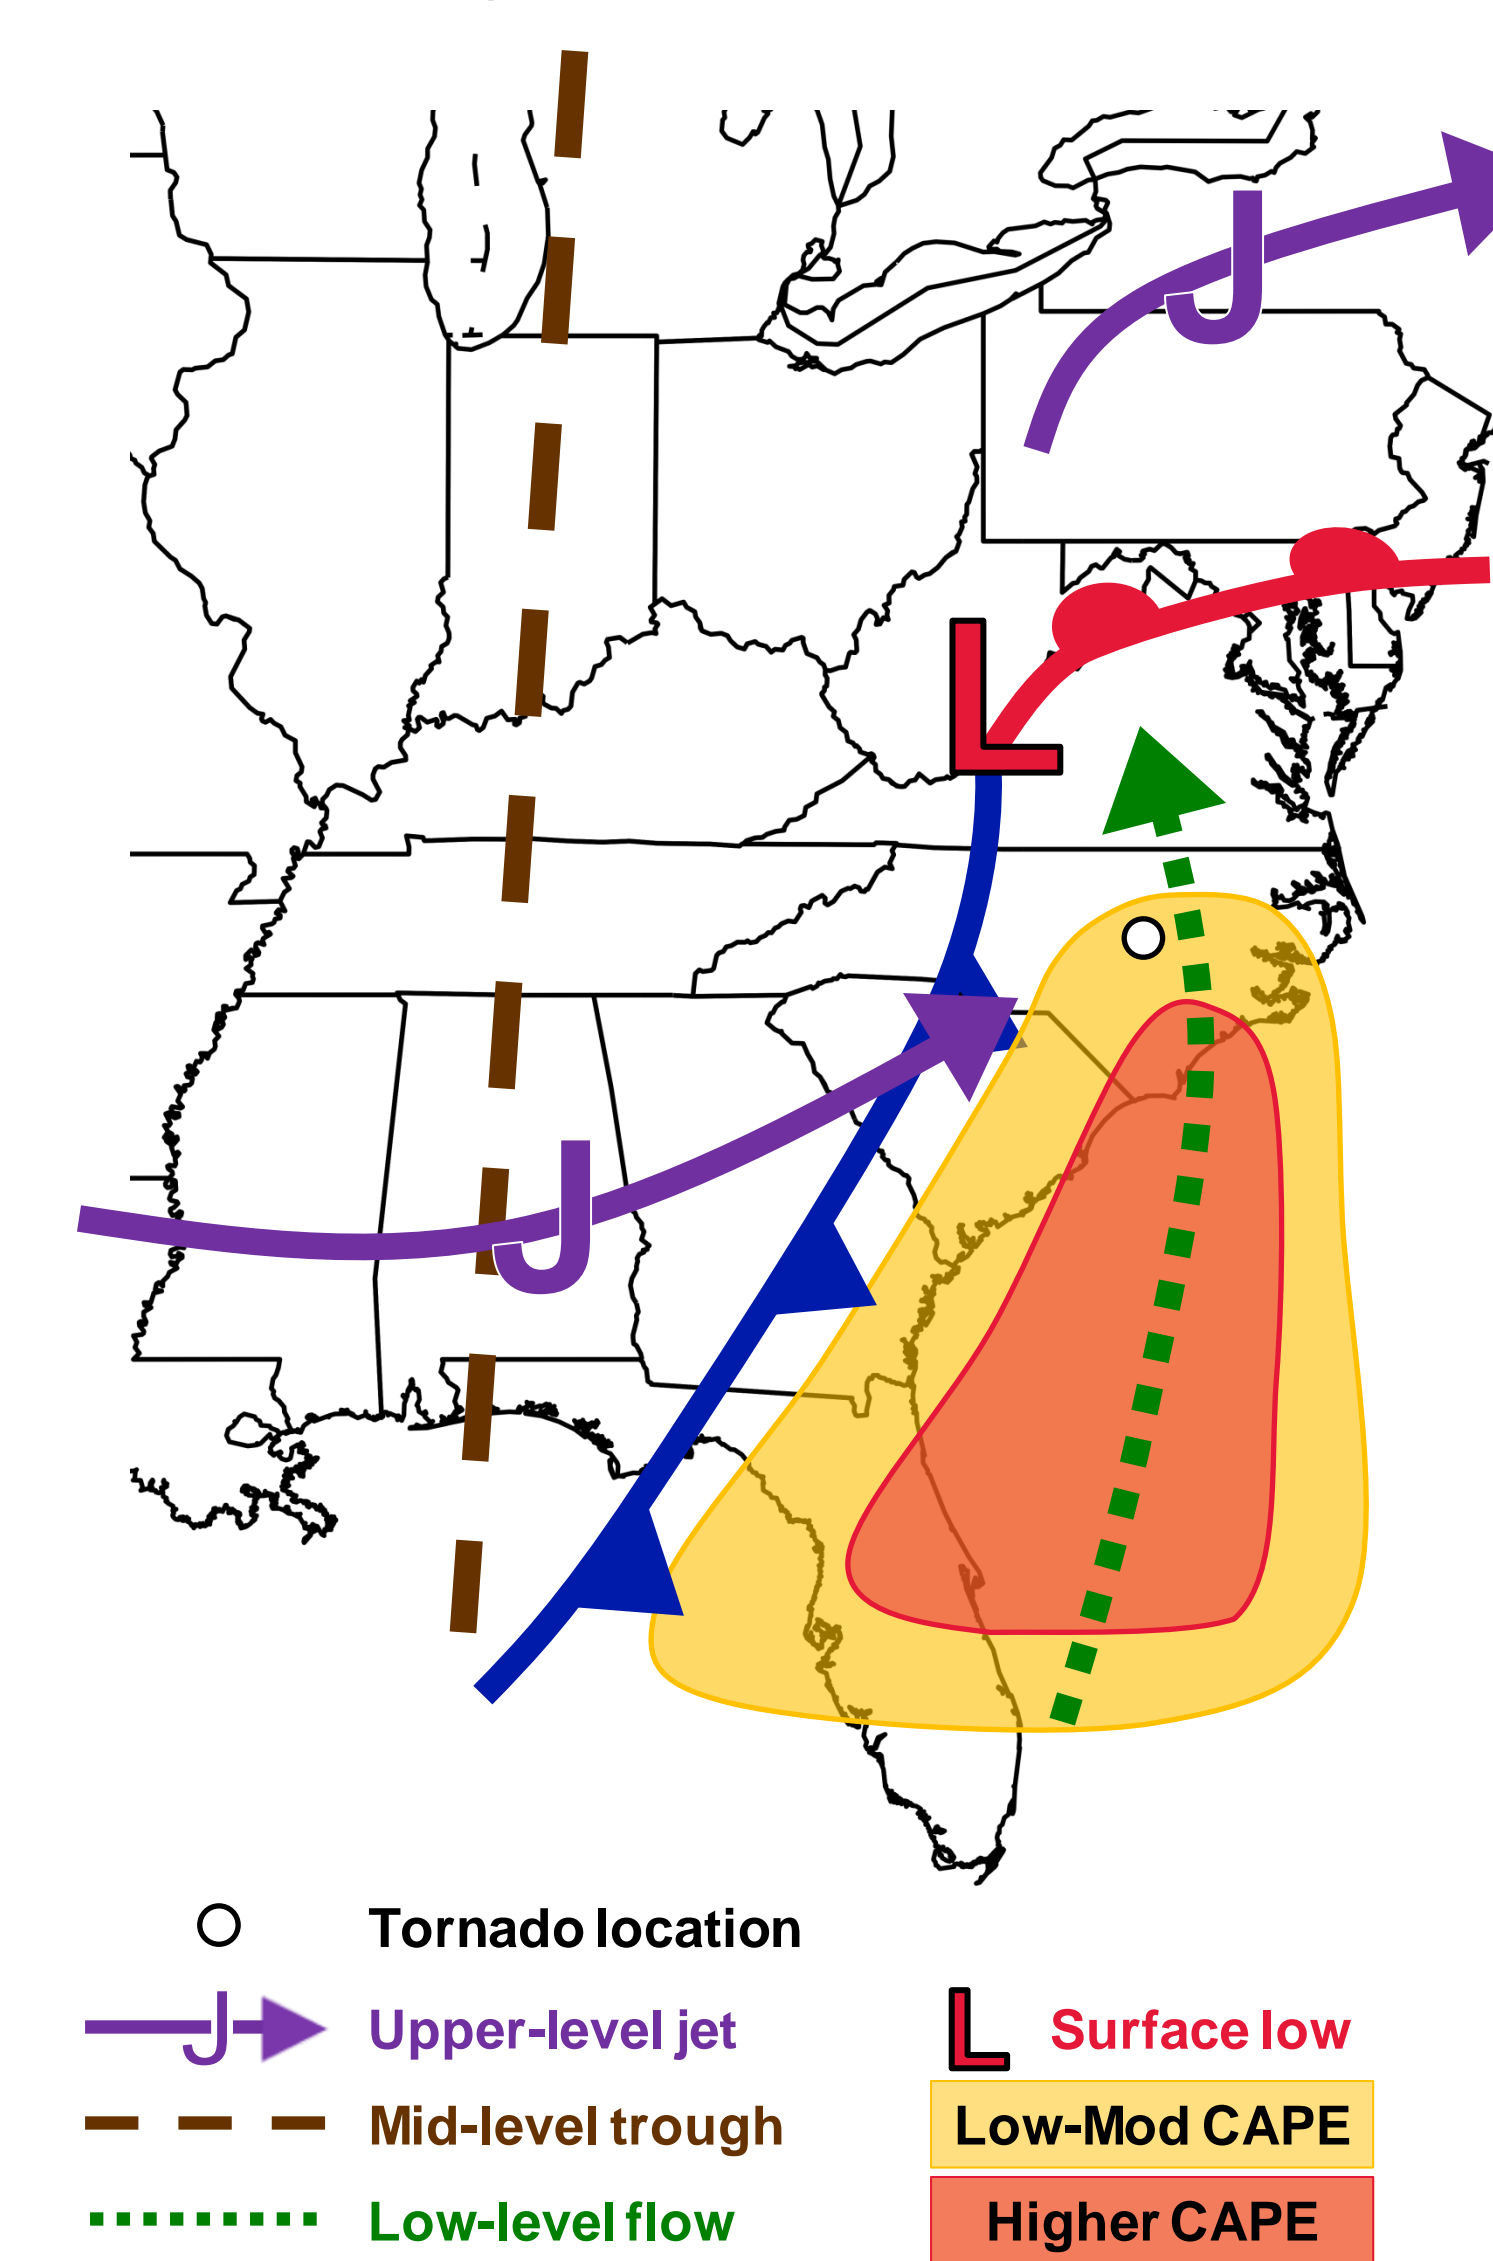 J
L
J
Tornado location
J
Upper-level jet
L
Surface low
Mid-level trough
Low-Mod CAPE
Low-level flow
Higher CAPE